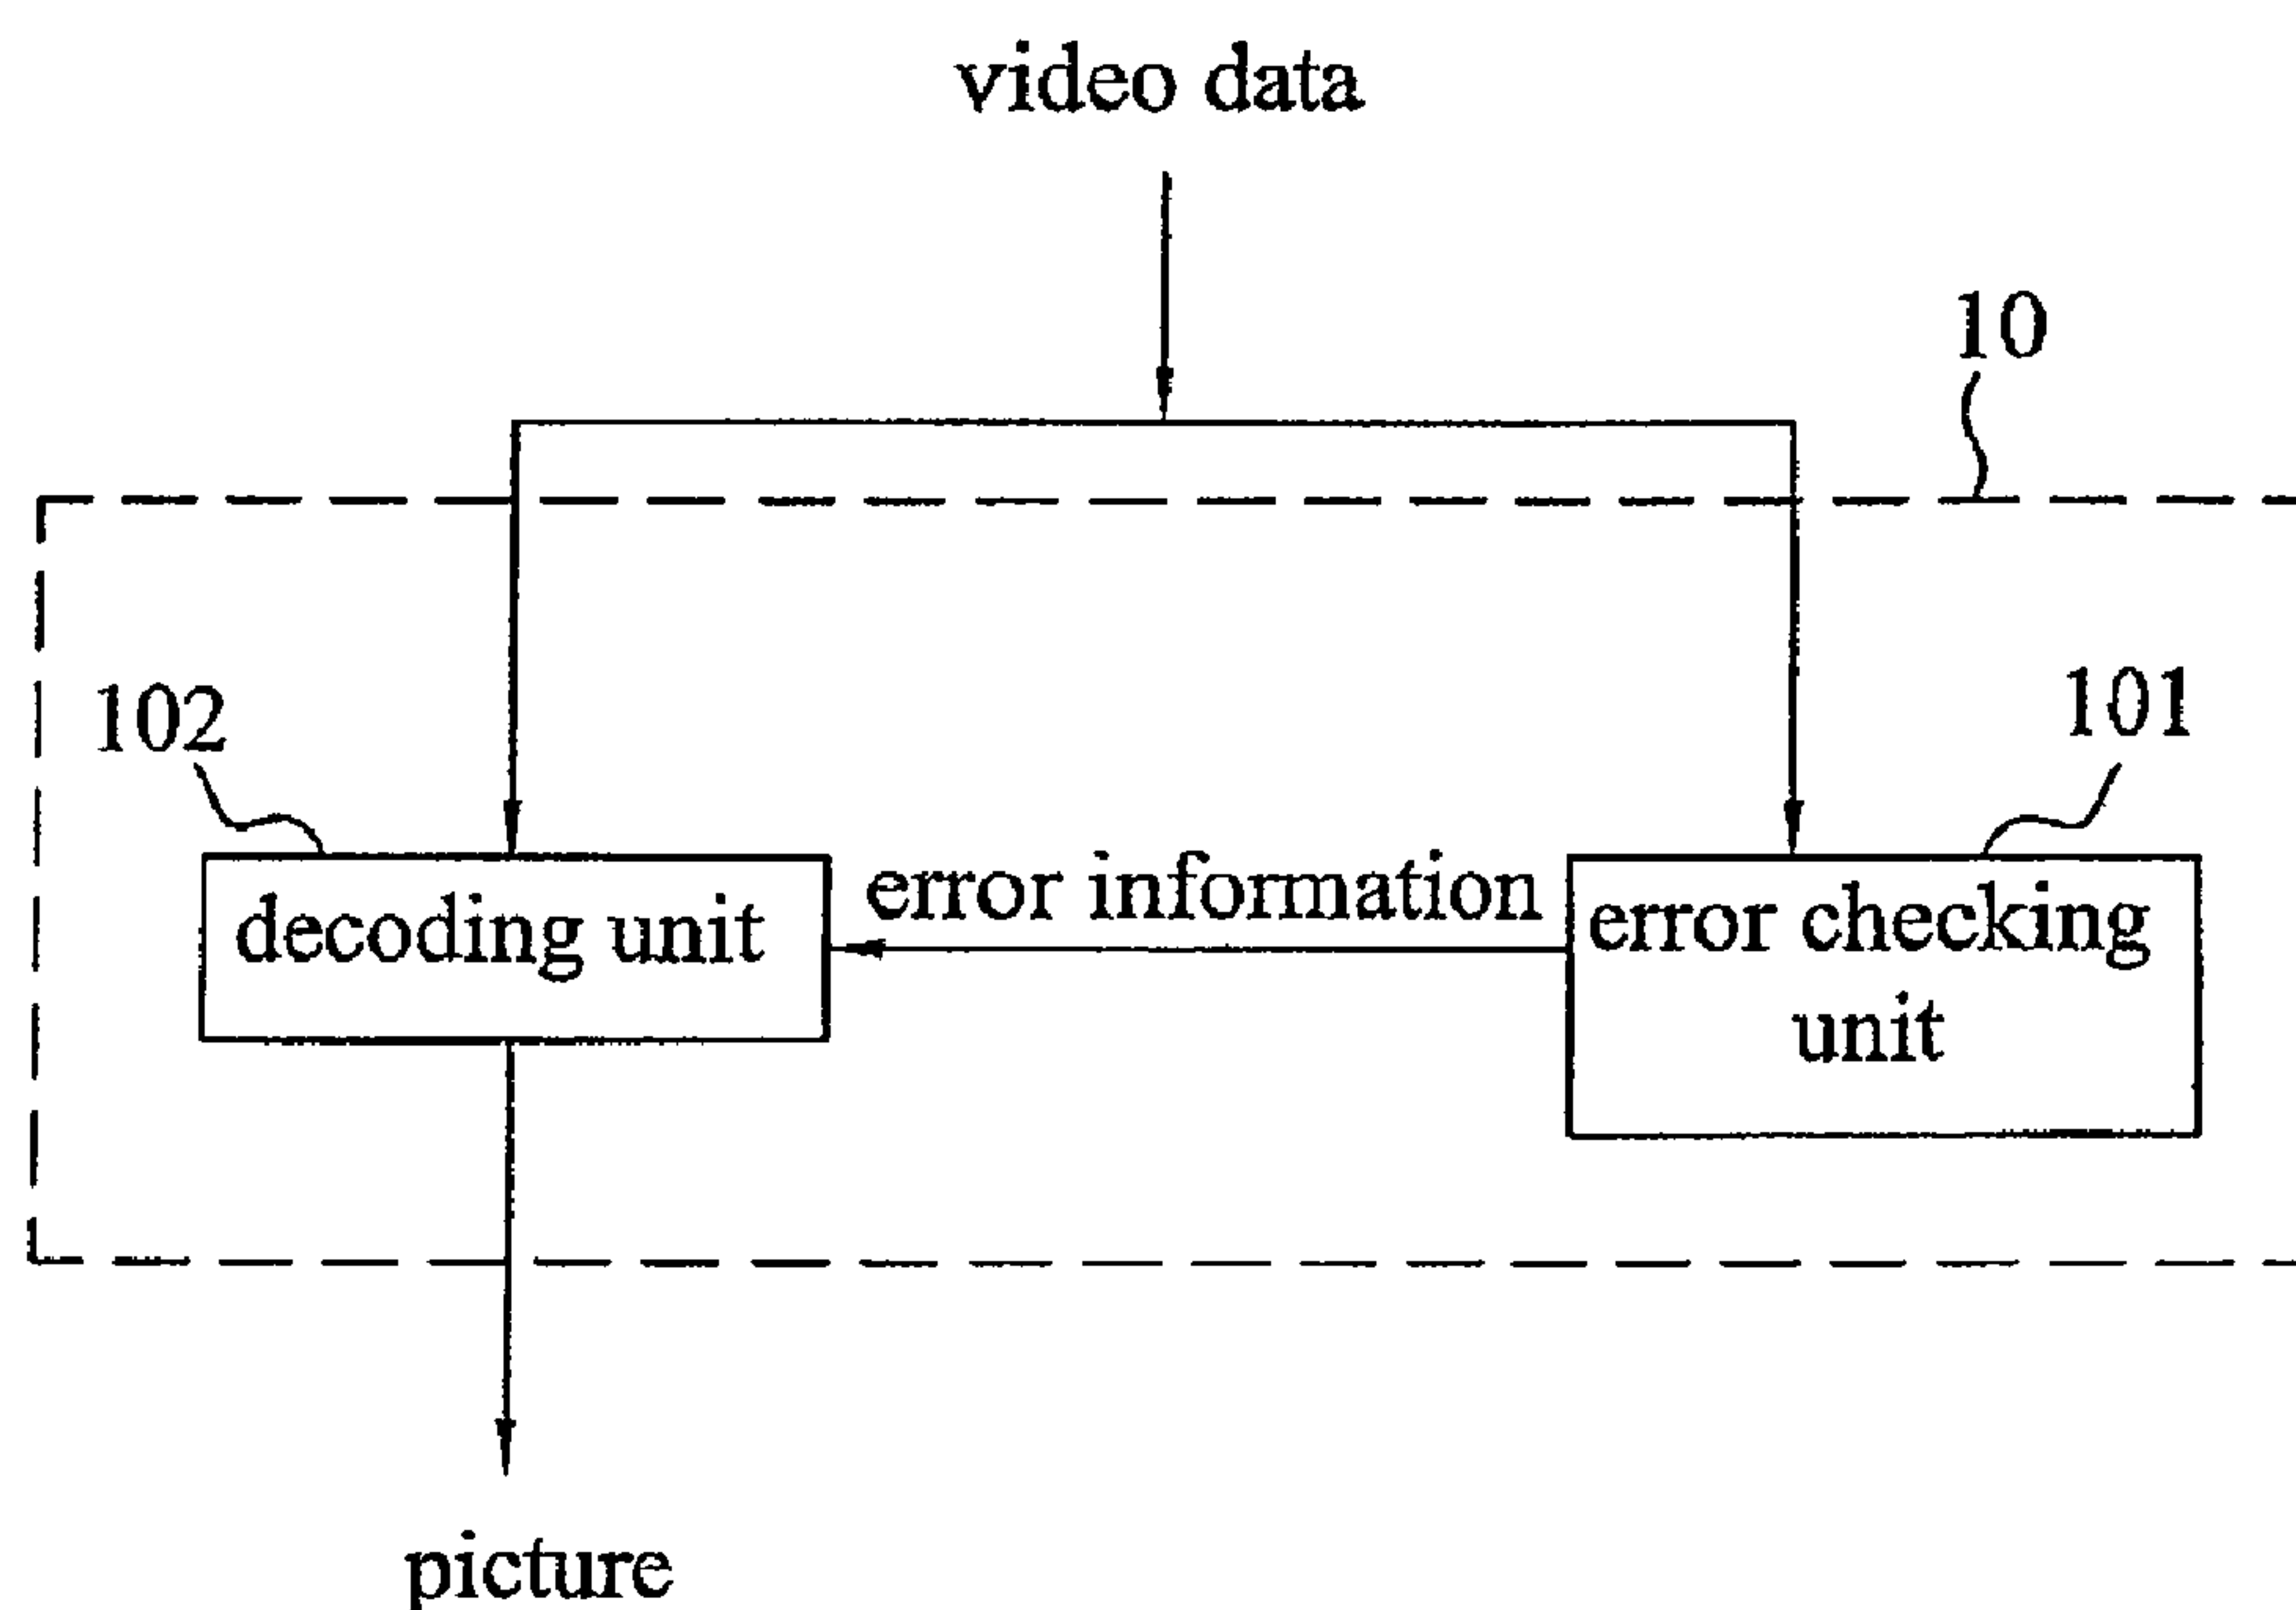 video data
10
102
101
error information
decoding unit
error checking
unit
picture